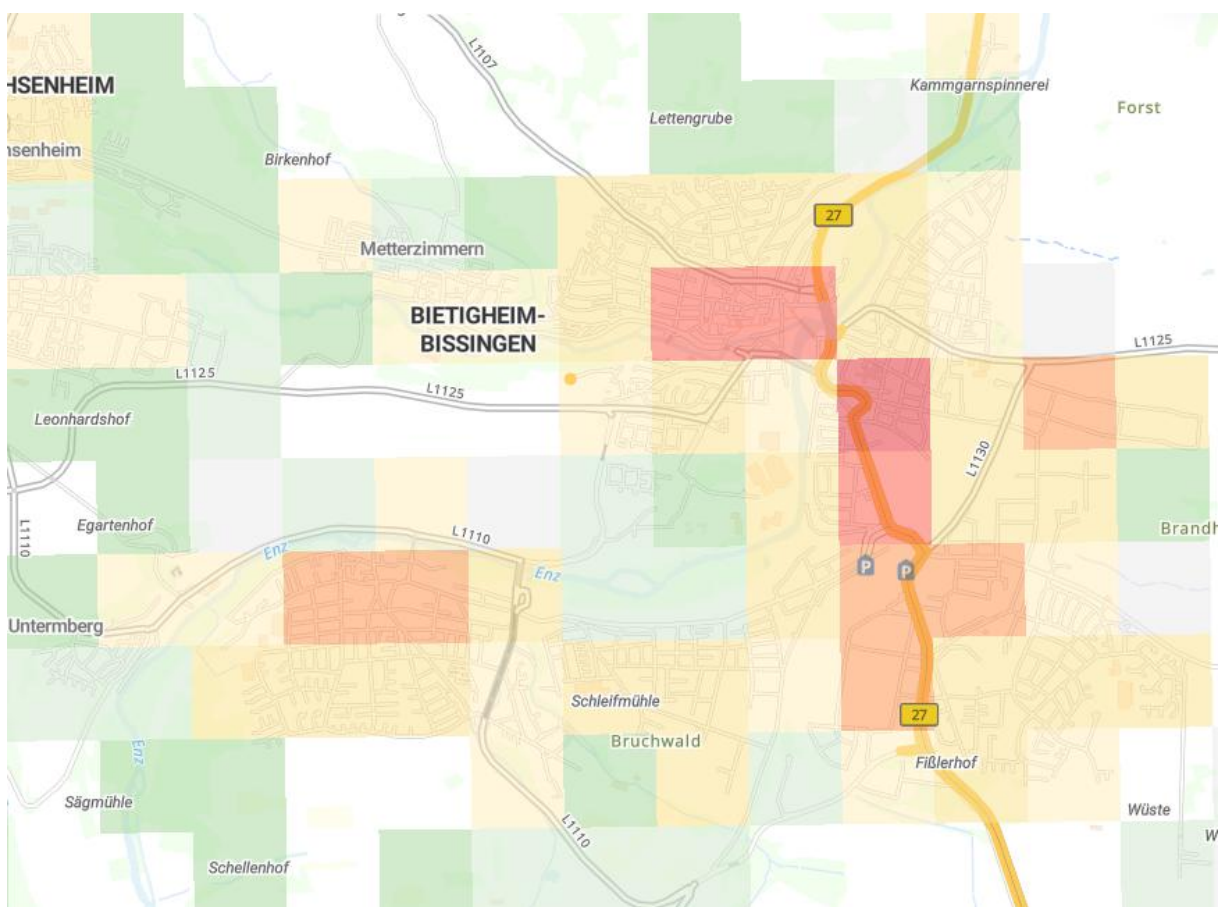 L1107
HSENHEIM
Kammgarnspinnerei
Forst
Lettengrube
hsenheim
Birkenhof
27
Metterzimmern
BIETIGHEIM-
BISSINGEN
L1125
L1125
L1125
Leonhardshof
L1130
Egartenhof
L1110
L1110
Enz
Brandh
P
P
Enz
Untermberg
Schleifmühle
27
Bruchwald
Enz
Fißlerhof
Sägmühle
Wüste
L1110
W
Schellenhof